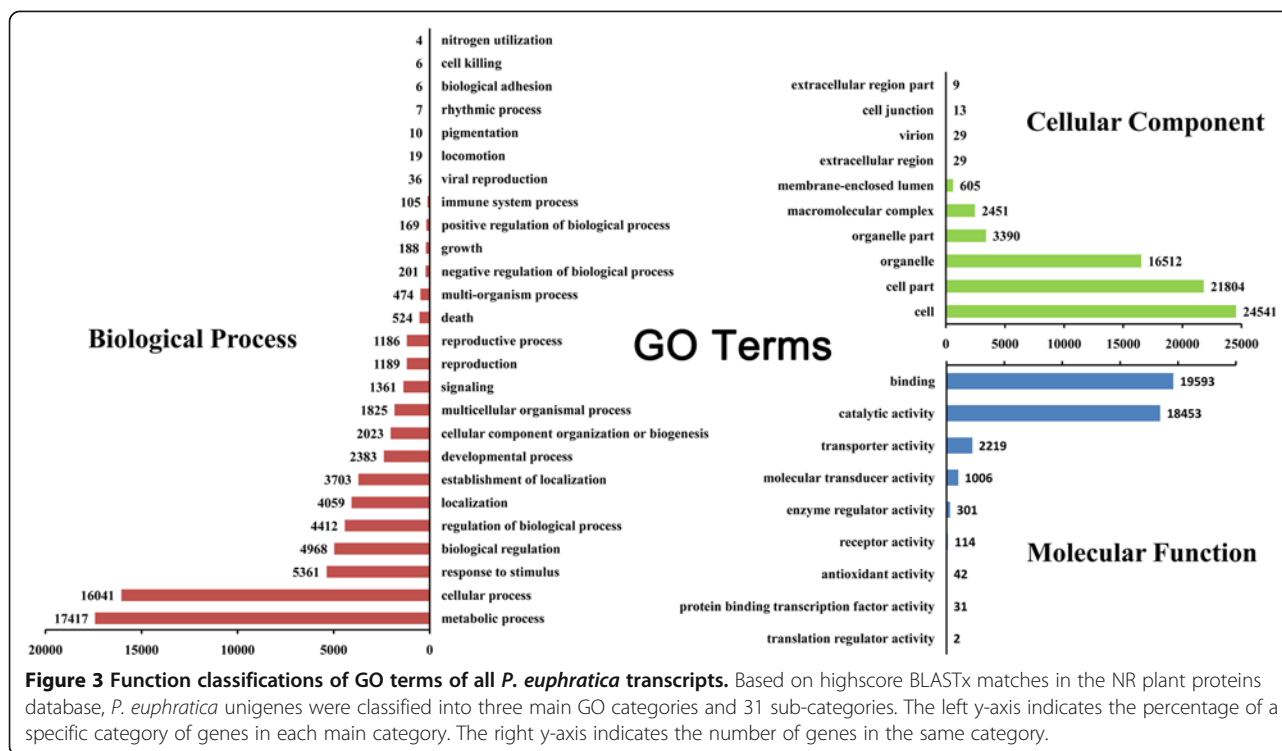 4 nitrogen utilization
6 cell killing
6 biological adhesion
7 rhythmic process
10 pigmentation
19 locomotion
36 viral reproduction
105 immune system process
169 positive regulation of biological process
188 growth
201 negative regulation of biological process
474 multi-organism process
524 death
1186 reproductive process
1189 reproduction
1361 signaling
1825 multicellular organismal process
2023 cellular component organization or biogenesis
2383 developmental process
3703 establishment of localization
4059 localization
4412 regulation of biological process
4968 biological regulation
5361 response to stimulus
16041 cellular process
17417 metabolic process
20000 15000 10000 5000 0
Biological Process
GO Terms
extracellular region part 9
cell junction 13
virion 29
extracellular region 29
membrane-enclosed lumen 605
macromolecular complex 2451
organelle part 3390
organelle 16512
cell part 21804
cell 24541
0 5000 10000 15000 20000 25000
Cellular Component
binding 19593
catalytic activity 18453
transporter activity 2219
molecular transducer activity 1006
enzyme regulator activity 301
receptor activity 114
antioxidant activity 42
protein binding transcription factor activity 31
translation regulator activity 2
Molecular Function
Figure 3 Function classifications of GO terms of all P. euphratica transcripts. Based on highscore BLASTx matches in the NR plant proteins
database, P. euphratica unigenes were classified into three main GO categories and 31 sub-categories. The left y-axis indicates the percentage of a
specific category of genes in each main category. The right y-axis indicates the number of genes in the same category.